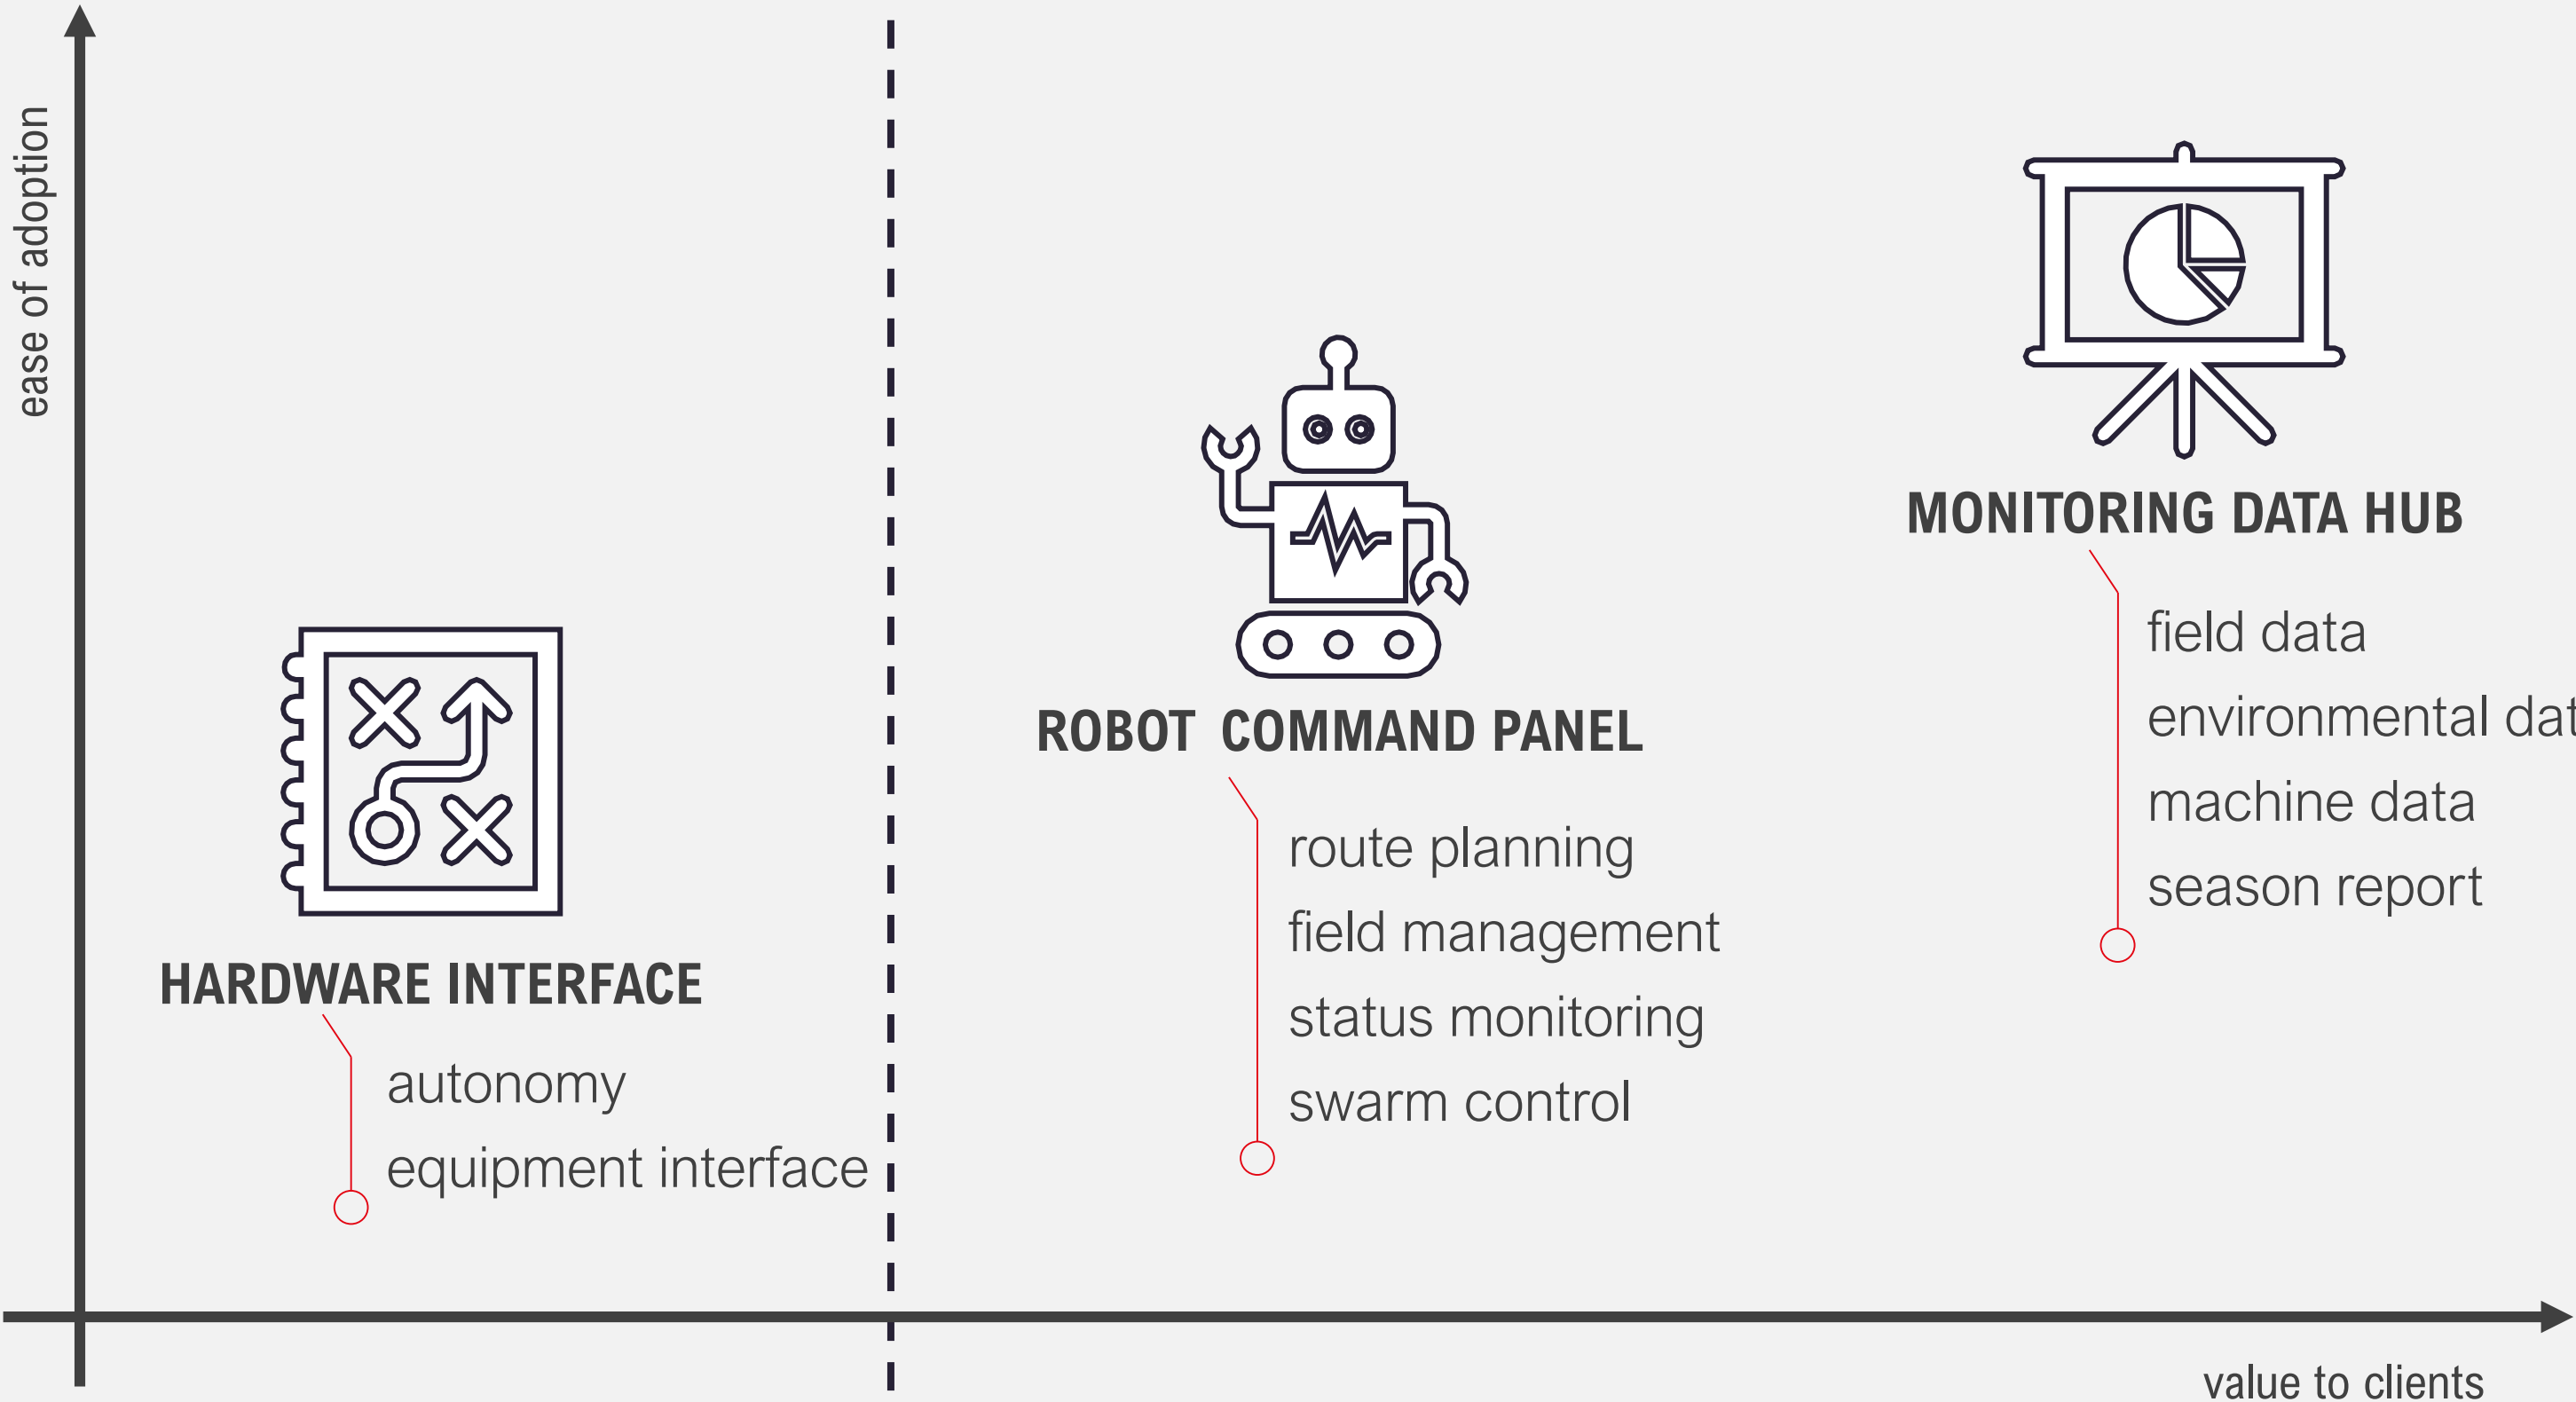 ease of adoption
HARDWARE INTERFACE
autonomy
equipment interface
ROBOT COMMAND PANEL
route planning
field management
status monitoring
swarm control
MONITORING DATA HUB
field data
environmental dat
machine data
season report
value to clients